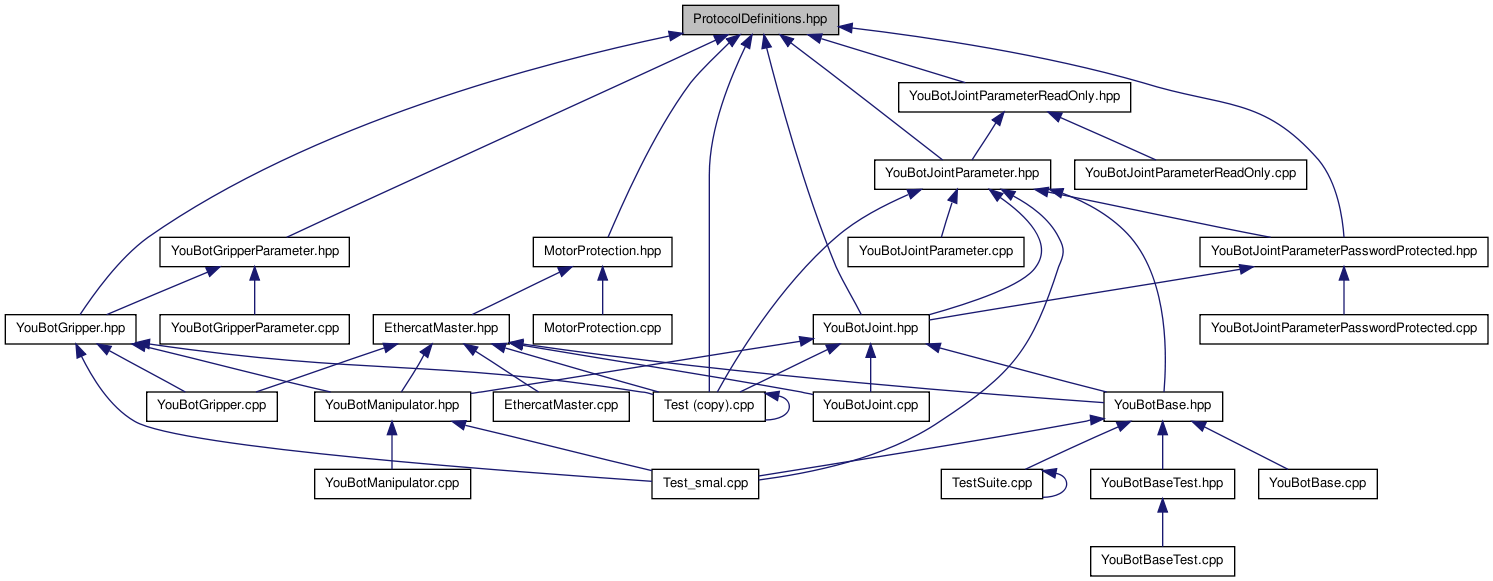 ProtocolDefinitions.hpp
YouBotJointParameterReadOnly.hpp
YouBotJointParameter.hpp
YouBotJointParameterReadOnly.cpp
YouBotGripperParameter.hpp
MotorProtection.hpp
YouBotJointParameter.cpp
YouBotJointParameterPasswordProtected.hpp
YouBotGripper.hpp
YouBotGripperParameter.cpp
EthercatMaster.hpp
MotorProtection.cpp
YouBotJoint.hpp
YouBotJointParameterPasswordProtected.cpp
YouBotGripper.cpp
YouBotManipulator.hpp
EthercatMaster.cpp
Test (copy).cpp
YouBotJoint.cpp
YouBotBase.hpp
YouBotManipulator.cpp
Test_smal.cpp
TestSuite.cpp
YouBotBaseTest.hpp
YouBotBase.cpp
YouBotBaseTest.cpp